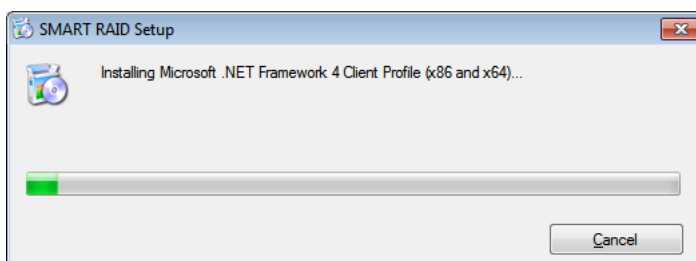 SMART RAID Setup
Installing Microsoft .NET Framework 4 Client Profile (x86 and x64)...
Cancel